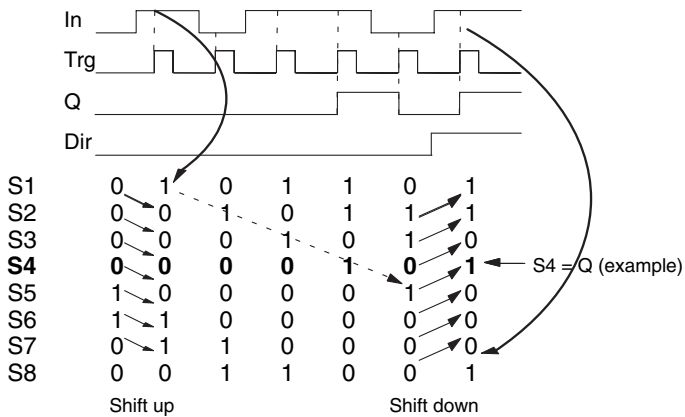 In
Trg
Q
Dir
S1 0 1 0 1 1 0 1
S2 0 0 1 0 1 1 1
S3 0 0 0 1 0 1 0
S4 0 0 0 0 1 0 1 S4 = Q (example)
S5 1 0 0 0 0 1 0
S6 1 1 0 0 0 0 0
S7 0 1 1 0 0 0 0
S8 0 0 1 1 0 0 1
Shift up Shift down